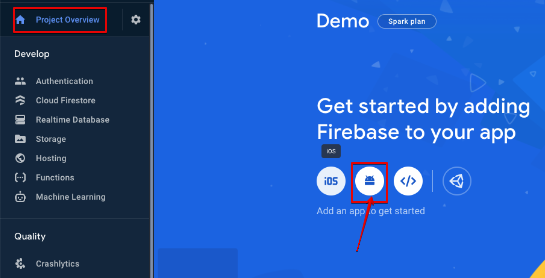 Project Overview
Develop
Authentication
Cloud Firestore
Realtime Database
Storage
Hosting
Functions
Machine Learning
Quality
Crashlytics
Demo
Spark plan
Get started by adding
Firebase to your app
iOS
iOS
Add an app to get started